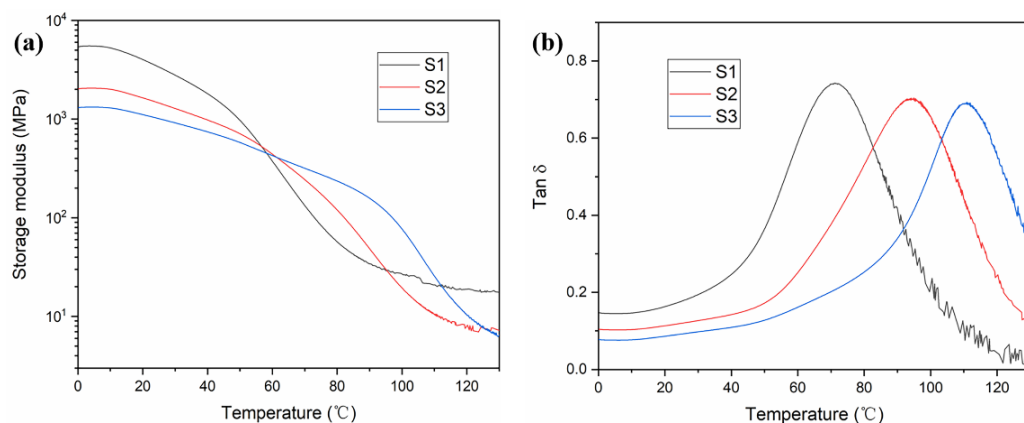 (a)
Storage modulus (MPa)
10⁴
10³
10²
10¹
S1
S2
S3
0 20 40 60 80 100 120
Temperature (℃)
(b)
Tan δ
0.8
0.6
0.4
0.2
0.0
S1
S2
S3
0 20 40 60 80 100 120
Temperature (℃)